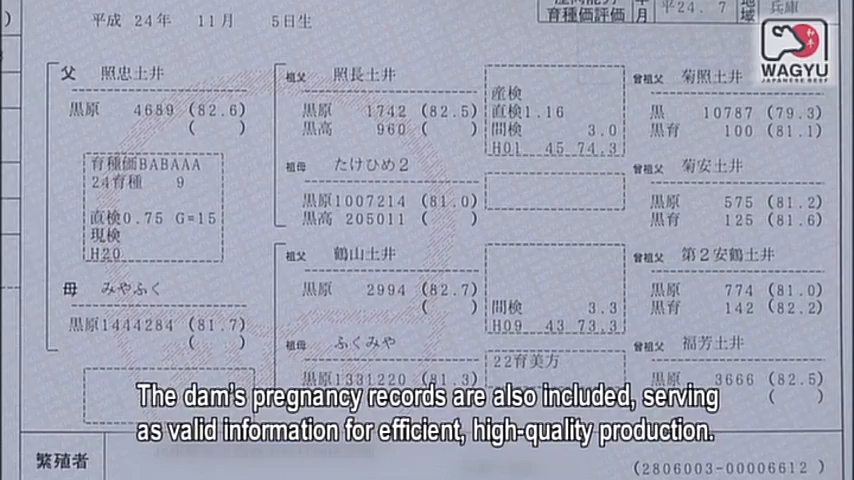 平成 24年 11月 5日生
育種価評価 月 平24. 7 地域 兵庫
和牛
WAGYU
JAPANESE BEEF
父 照忠土井
黒原 4689 (82.6)
( )
育種価BABAAA
24育種 9
直検0.75 G=15
現検
H20
母 みやふく
黒原1444284 (81.7)
( )
祖父 照長土井
黒原 1742 (82.5)
黒高 960 ( )
祖母 たけひめ2
黒原1007214 (81.0)
黒高 205011 ( )
祖父 鶴山土井
黒原 2994 (82.7)
( )
祖母 ふくみや
黒原1331220 (81.3)
産検
直検1.16
間検 3.0
H01 45 74.3
間検 3.3
H09 43 73.3
22育美方
曾祖父 菊照土井
黒 10787 (79.3)
黒育 100 (81.1)
曾祖父 菊安土井
黒原 575 (81.2)
黒育 125 (81.6)
曾祖父 第2安鶴土井
黒原 774 (81.0)
黒育 142 (82.2)
曾祖父 福芳土井
黒原 3666 (82.5)
( )
The dam's pregnancy records are also included, serving
as valid information for efficient, high-quality production.
繁殖者
(2806003-00006612 )